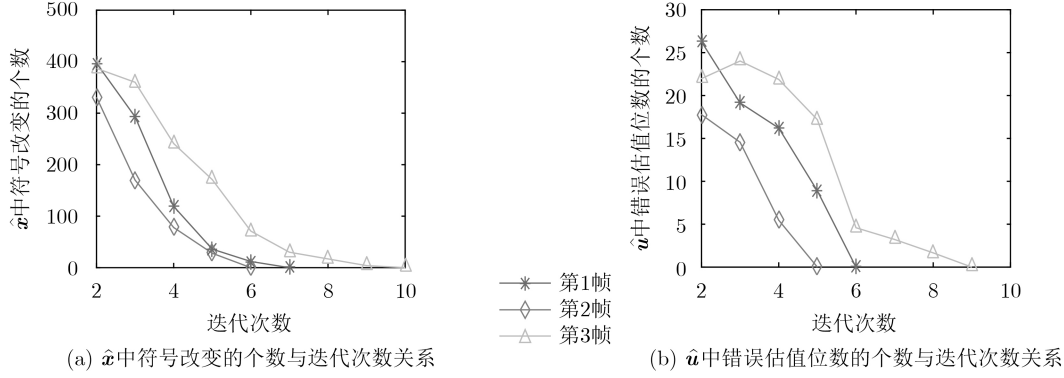 500
400
300
200
100
0
2
4
6
8
10
x̂中符号改变的个数
迭代次数
(a) x̂中符号改变的个数与迭代次数关系
第1帧
第2帧
第3帧
30
25
20
15
10
5
0
2
4
6
8
10
û中错误估值位数的个数
迭代次数
(b) û中错误估值位数的个数与迭代次数关系